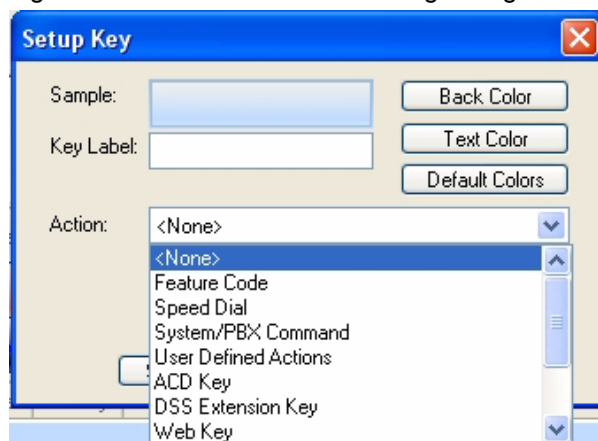 Setup Key
Sample:
Back Color
Key Label:
Text Color
Default Colors
Action:
<None>
<None>
Feature Code
Speed Dial
System/PBX Command
User Defined Actions
ACD Key
DSS Extension Key
Web Key